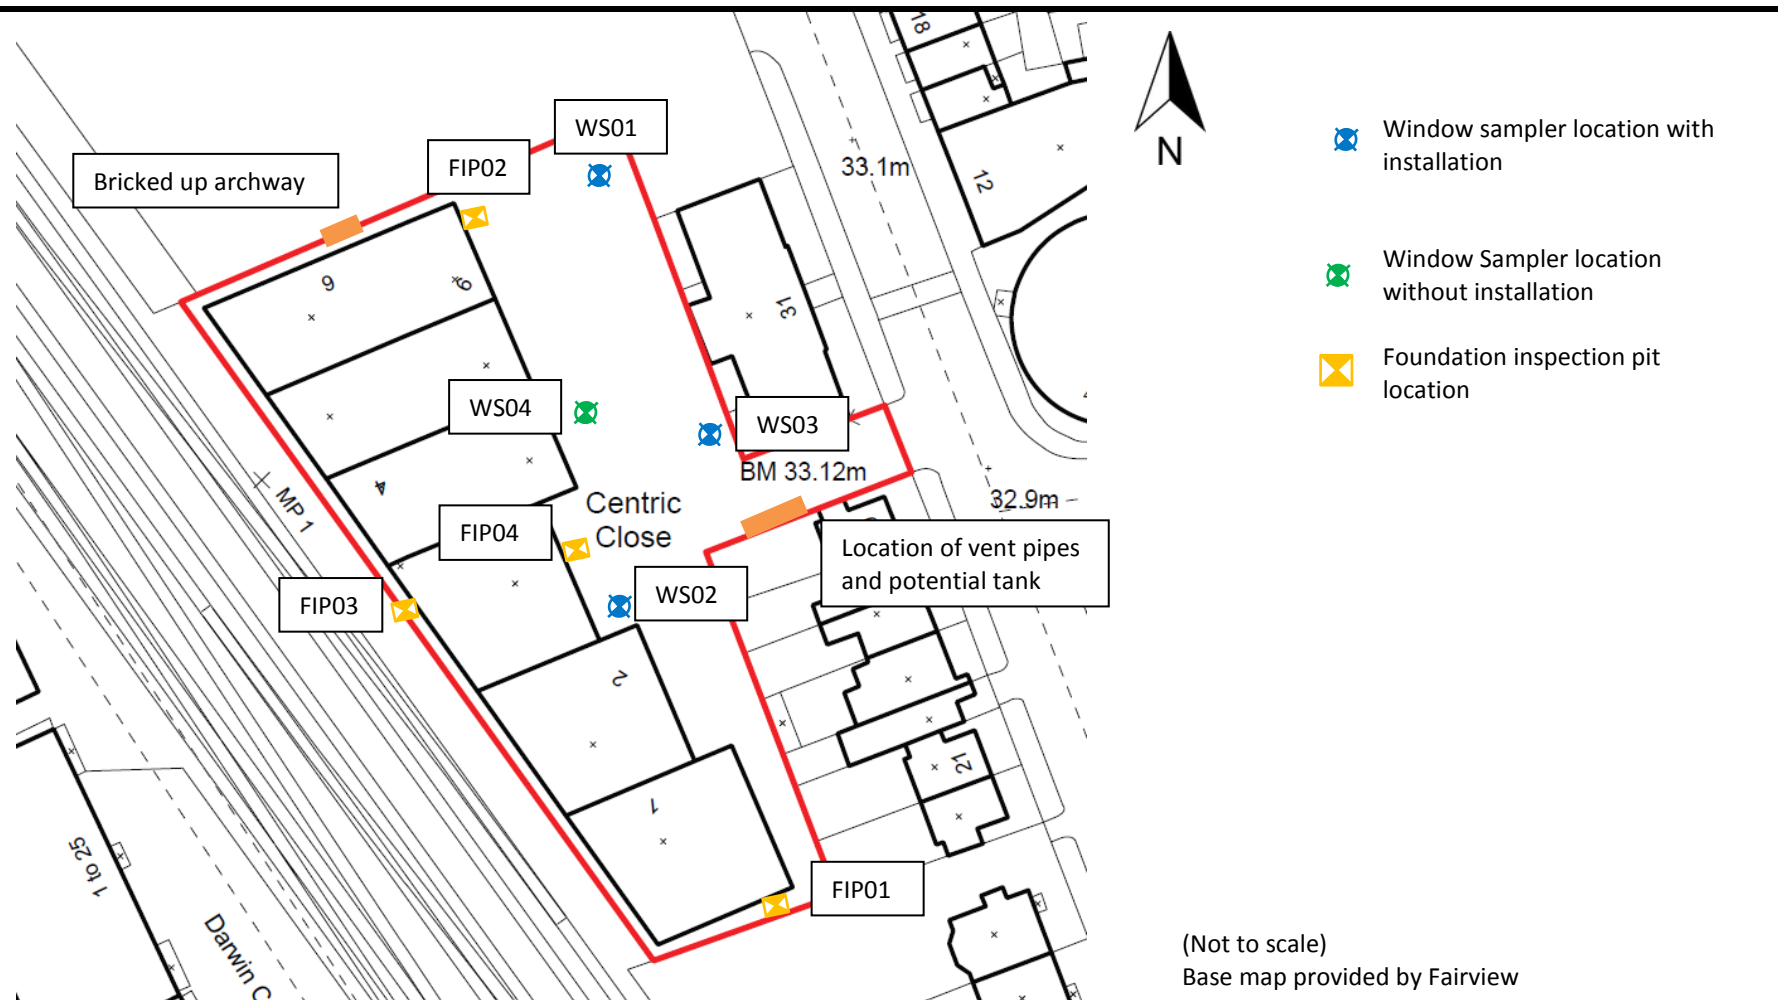 18
WS01
33.1m
N
Window sampler location with
installation
FIP02
Bricked up archway
12
6
6
31
Window Sampler location
without installation
Foundation inspection pit
location
WS04
WS03
BM 33.12m
4
MP 1
Centric
Close
32.9m
FIP04
Location of vent pipes
and potential tank
FIP03
WS02
2
21
1
1 to 25
FIP01
Darwin C
(Not to scale)
Base map provided by Fairview